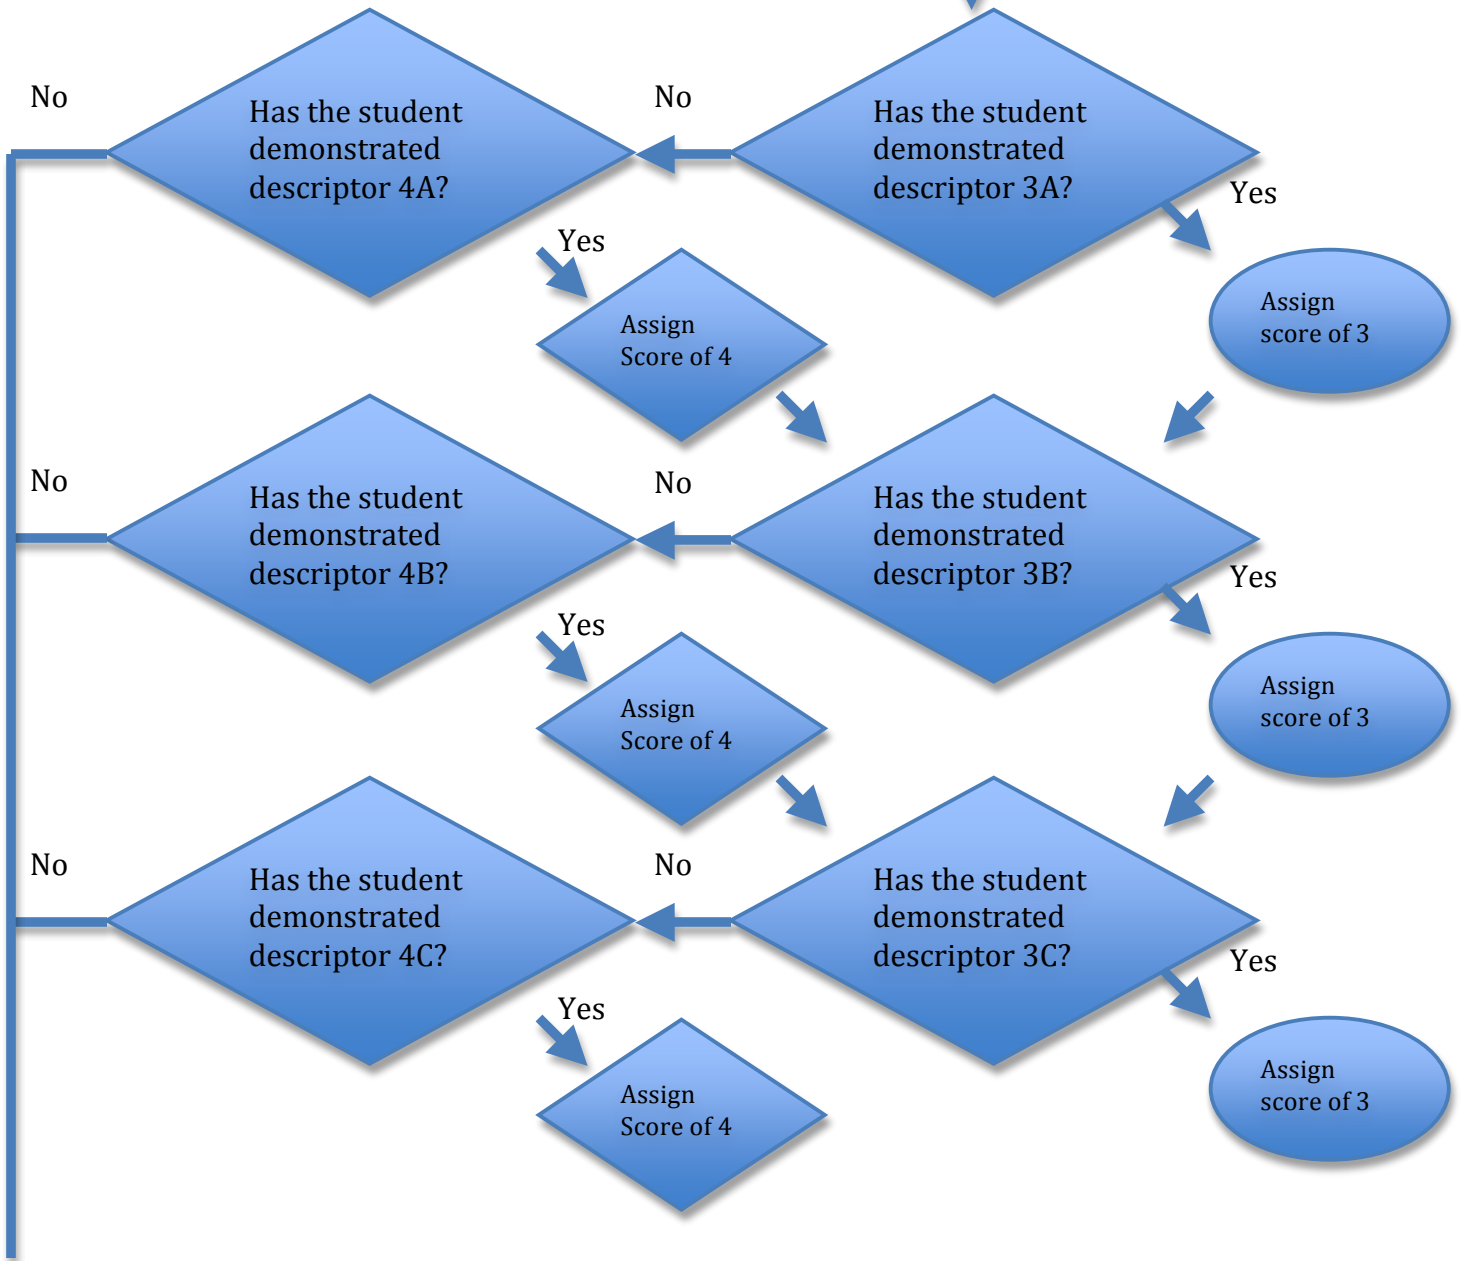 No
Has the student
demonstrated
descriptor 4A?
No
Has the student
demonstrated
descriptor 3A?
Yes
Yes
Assign
Score of 4
Assign
score of 3
No
Has the student
demonstrated
descriptor 4B?
No
Has the student
demonstrated
descriptor 3B?
Yes
Yes
Assign
Score of 4
Assign
score of 3
No
Has the student
demonstrated
descriptor 4C?
No
Has the student
demonstrated
descriptor 3C?
Yes
Yes
Assign
Score of 4
Assign
score of 3